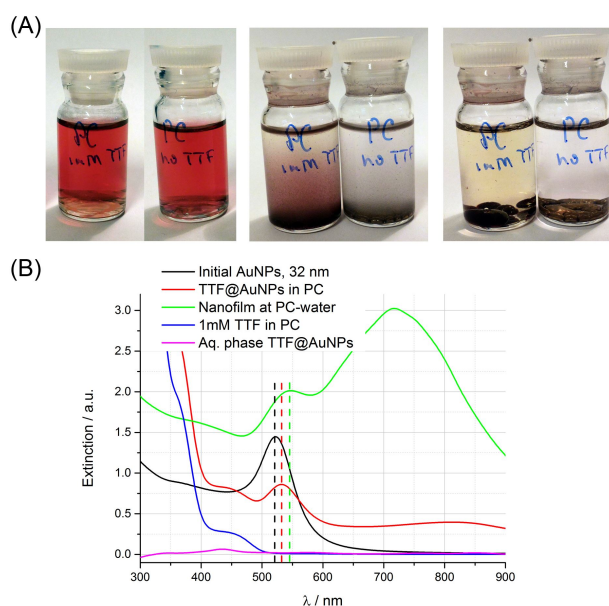 (A)
PC
1mM TTF
PC
no TTF
PC
1mM TTF
PC
no TTF
PC
1mM TTF
PC
no TTF
(B)
Initial AuNPs, 32 nm
TTF@AuNPs in PC
Nanofilm at PC-water
1mM TTF in PC
Aq. phase TTF@AuNPs
Extinction / a.u.
3.0
2.5
2.0
1.5
1.0
0.5
0.0
300 400 500 600 700 800 900
λ / nm